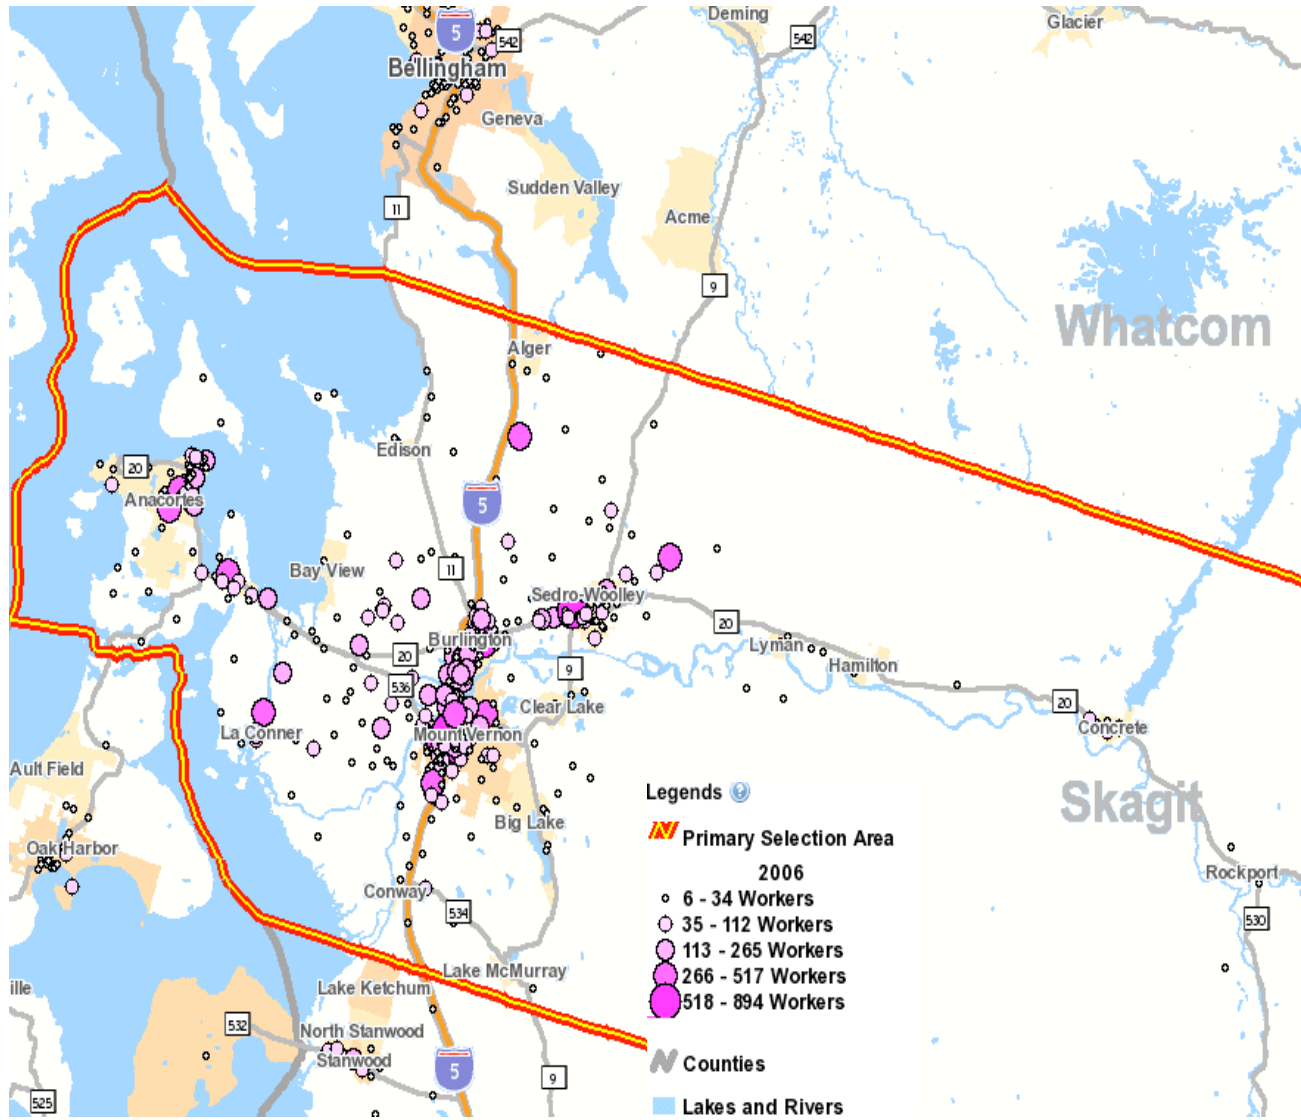 Deming
Glacier
5
542
542
Bellingham
Geneva
Sudden Valley
11
Acme
9
Whatcom
Alger
Edison
20
Anacortes
5
Bay View
11
Sedro-Woolley
Burlington
20
20
Lyman
Hamilton
9
536
Clear Lake
20
La Conner
Mount Vernon
Concrete
Ault Field
Skagit
Big Lake
Oak Harbor
Rockport
Conway
534
530
Lake McMurray
ille
Lake Ketchum
532
North Stanwood
Stanwood
5
9
525
Legends ?
Primary Selection Area
2006
6 - 34 Workers
35 - 112 Workers
113 - 265 Workers
266 - 517 Workers
518 - 894 Workers
Counties
Lakes and Rivers